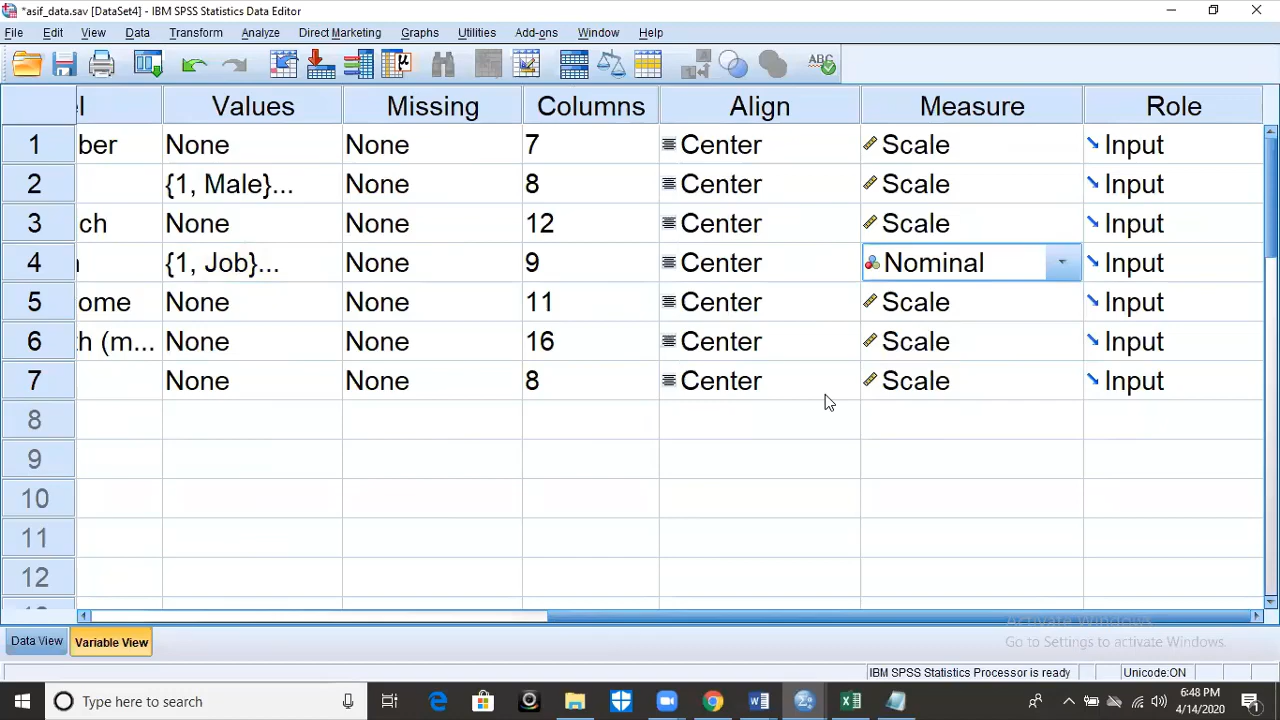 *asif_data.sav [DataSet4] - IBM SPSS Statistics Data Editor
File Edit View Data Transform Analyze Direct Marketing Graphs Utilities Add-ons Window Help
ABC
el Values Missing Columns Align Measure Role
1 ber None None 7 Center Scale Input
2 {1, Male}... None 8 Center Scale Input
3 ch None None 12 Center Scale Input
4 {1, Job}... None 9 Center Nominal Input
5 ome None None 11 Center Scale Input
6 h (m... None None 16 Center Scale Input
7 None None 8 Center Scale Input
8
9
10
11
12
Activate Windows
Go to Settings to activate Windows.
Data View Variable View
IBM SPSS Statistics Processor is ready Unicode:ON
Type here to search
6:48 PM
4/14/2020
1